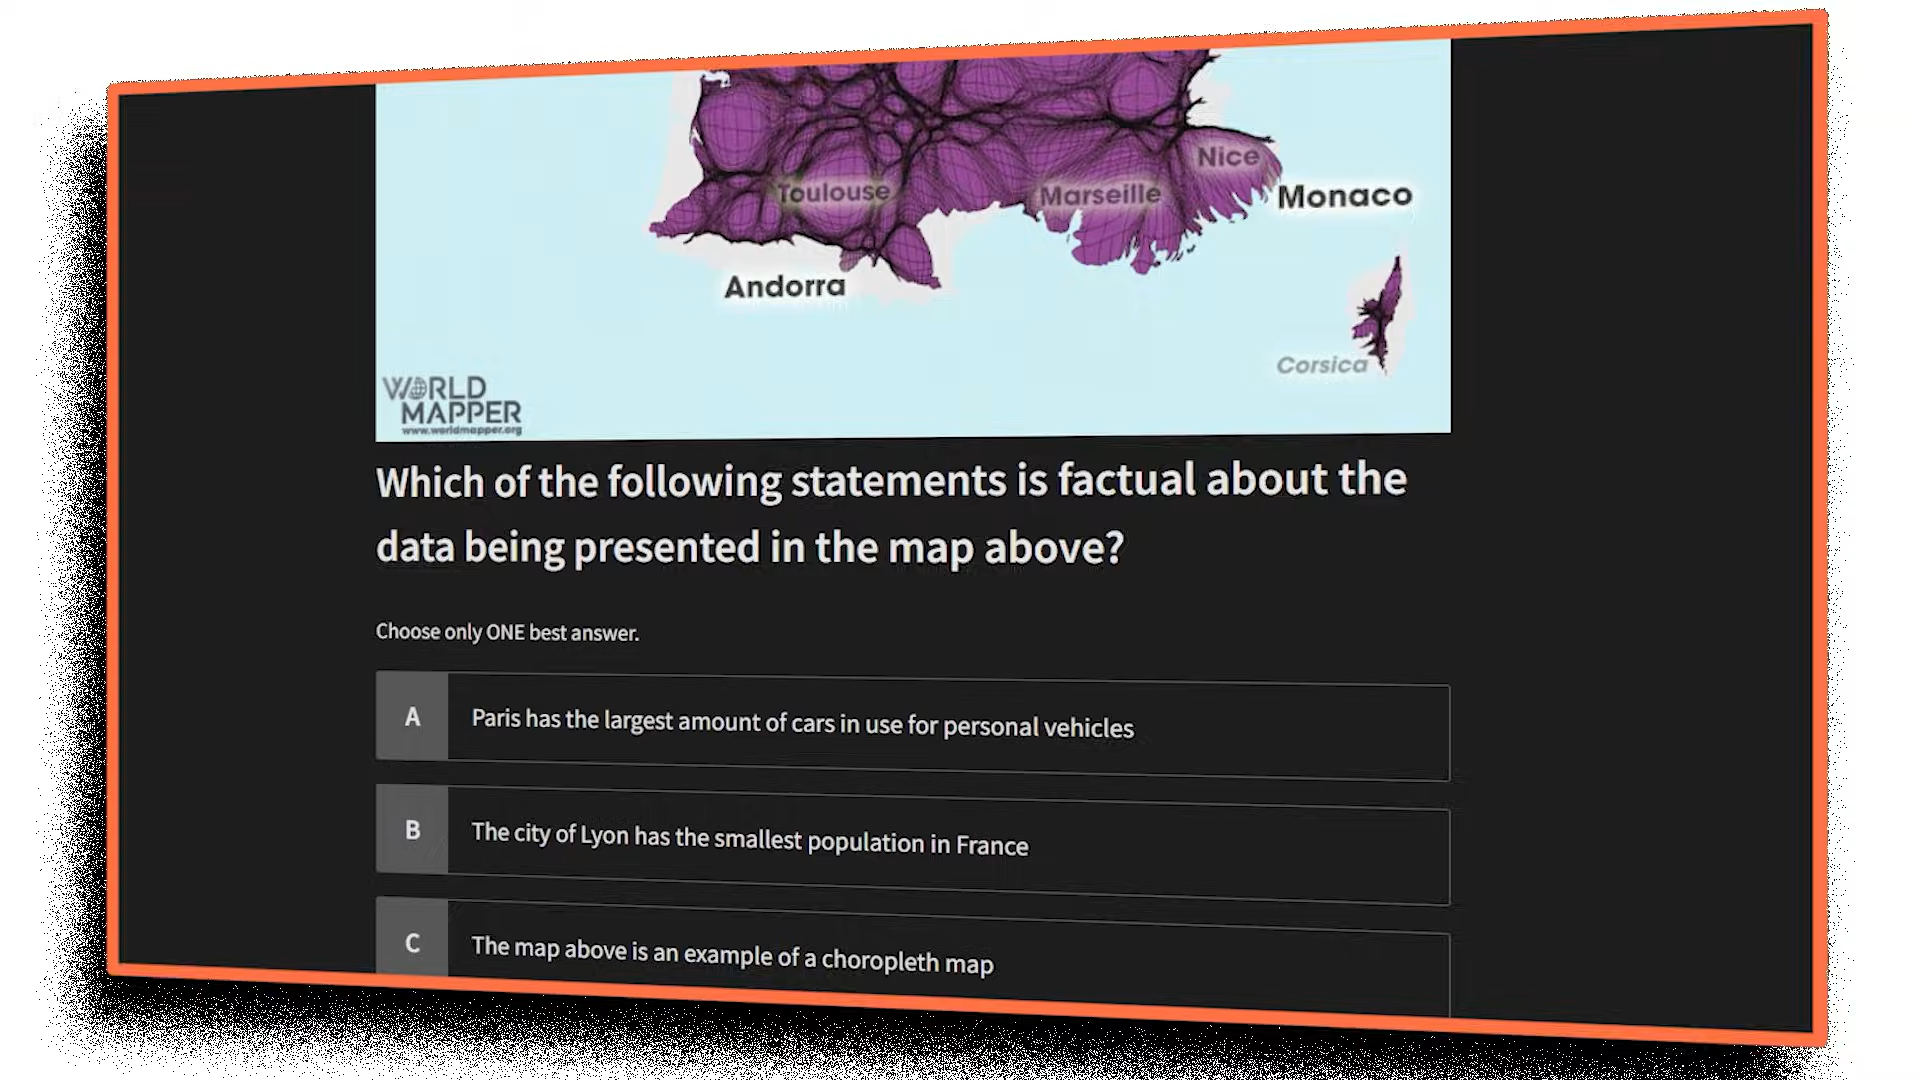 Nice
Toulouse
Marseille
Monaco
Andorra
Corsica
WORLD
MAPPER
www.worldmapper.org
Which of the following statements is factual about the
data being presented in the map above?
Choose only ONE best answer.
A Paris has the largest amount of cars in use for personal vehicles
B The city of Lyon has the smallest population in France
C The map above is an example of a choropleth map